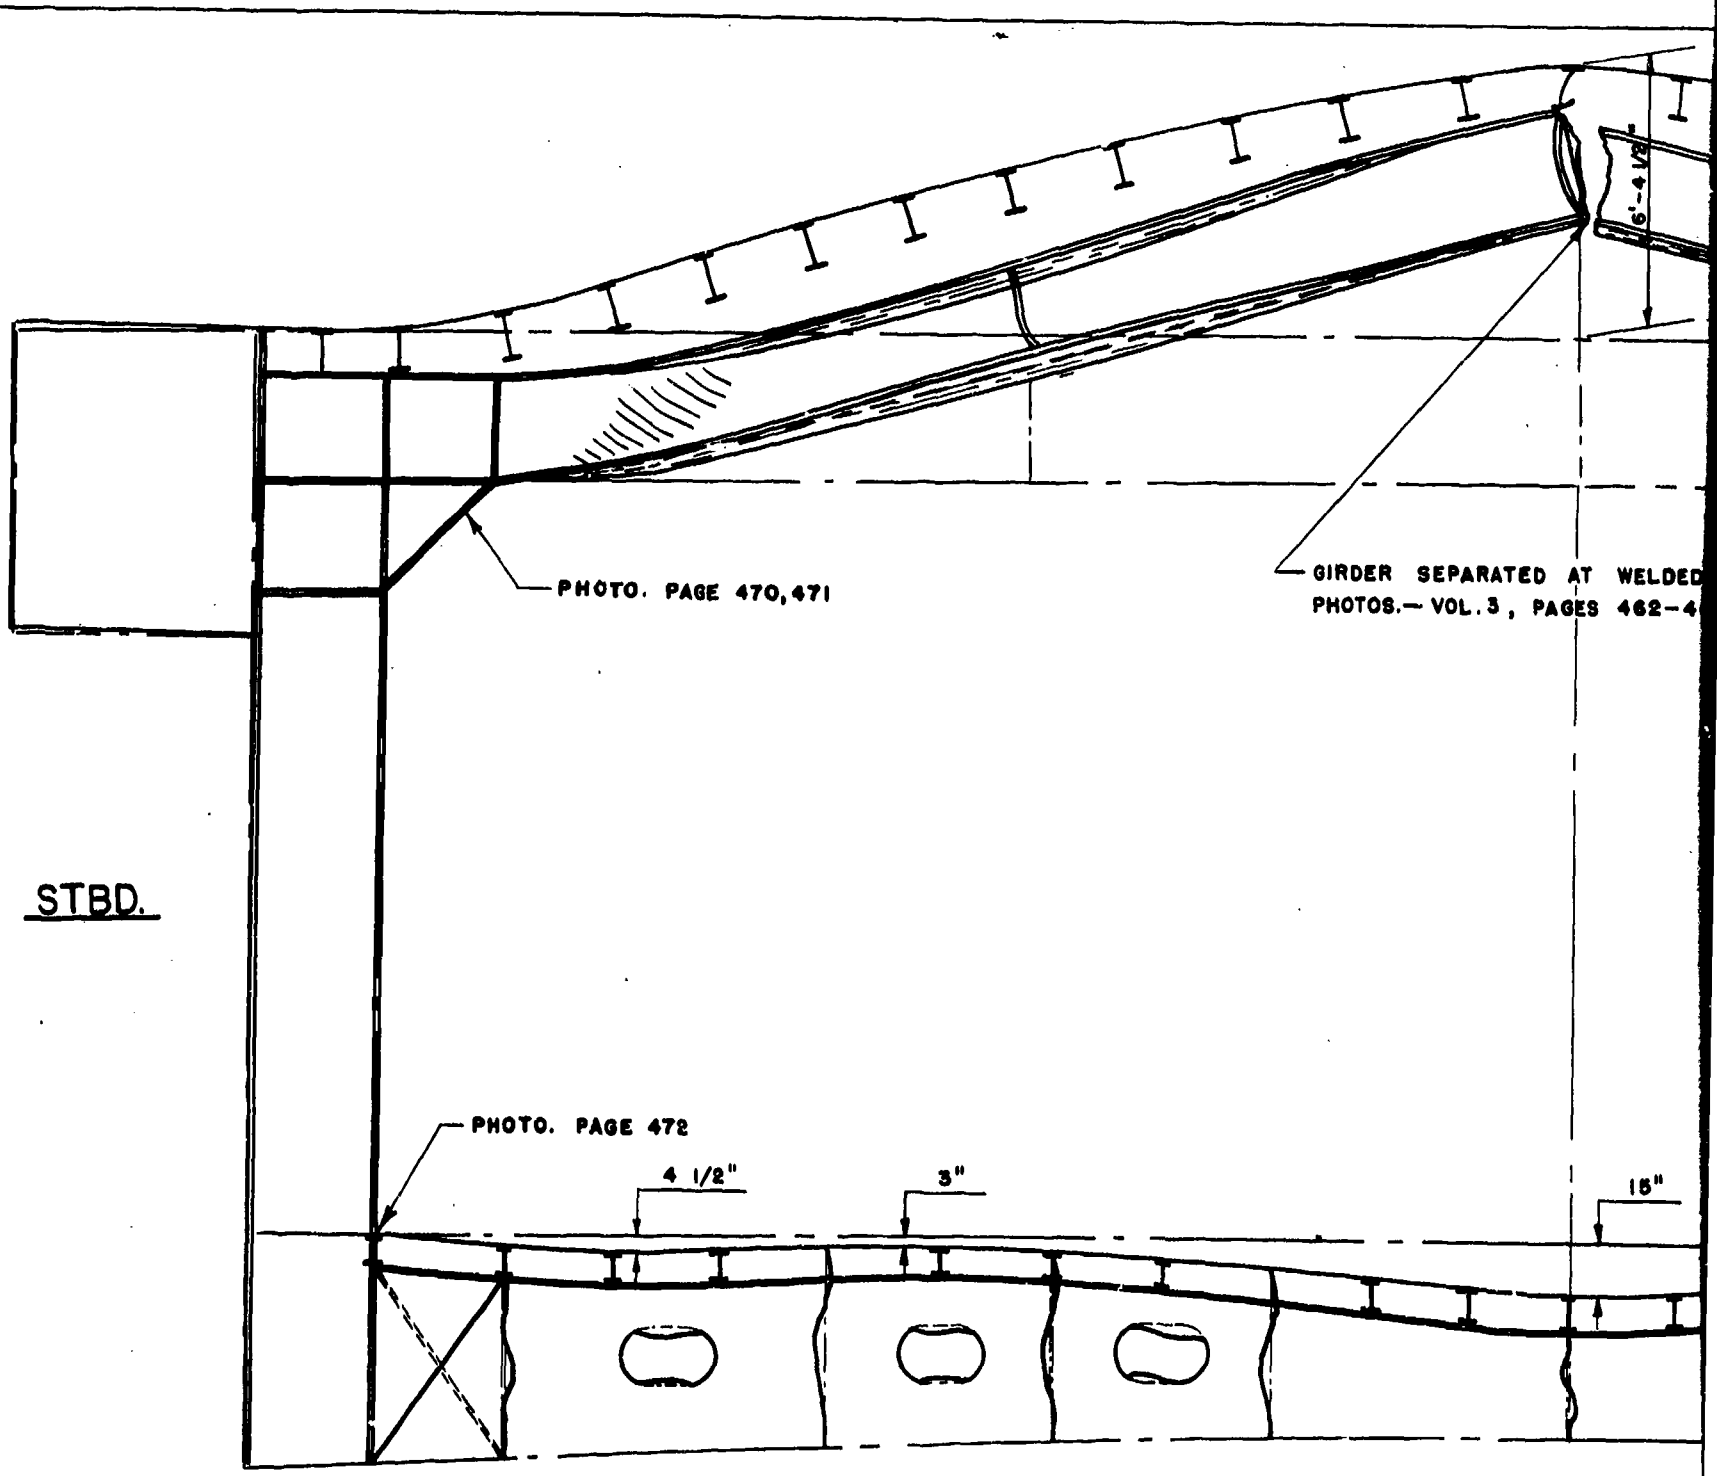 6'-4 1/2"
PHOTO. PAGE 470,471
GIRDER SEPARATED AT WELDED
PHOTOS.— VOL.3, PAGES 462-4
STBD.
PHOTO. PAGE 472
4 1/2"
3"
15"